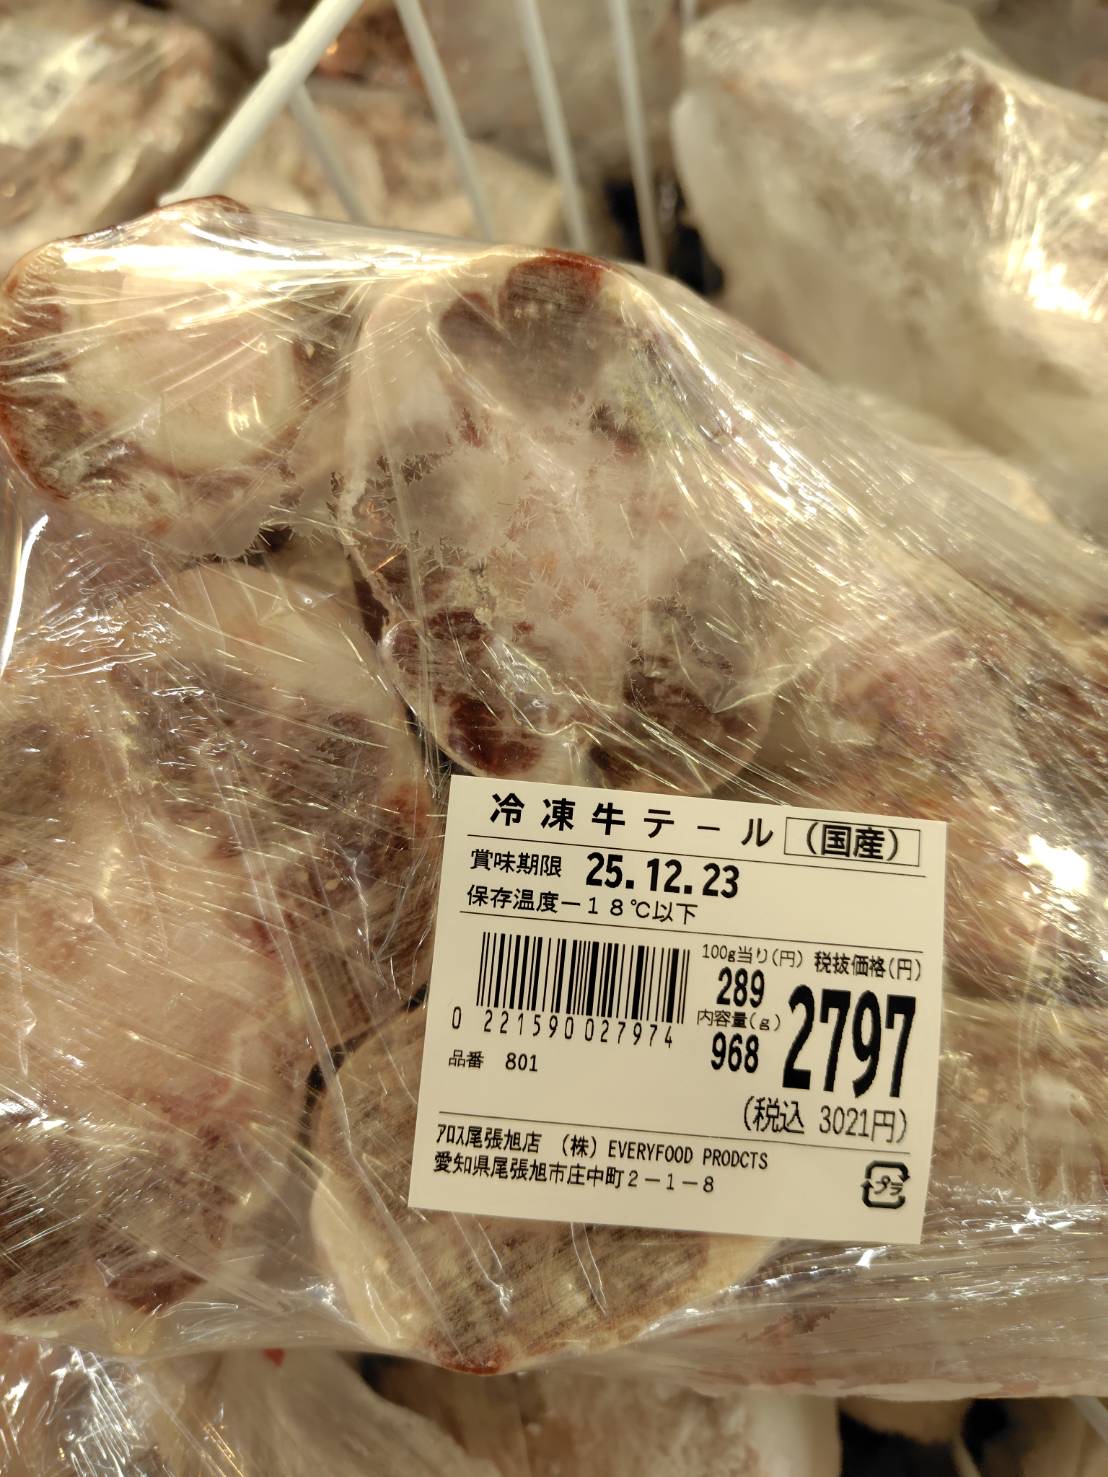 冷凍牛テール (国産)
賞味期限 25.12.23
保存温度－18℃以下
100g当り(円) 税抜価格(円)
289
2797
内容量(g)
968
0 221590 027974
品番 801
(税込 3021円)
ｱﾛｽ尾張旭店 (株) EVERYFOOD PRODCTS
愛知県尾張旭市庄中町2－1－8
プラ